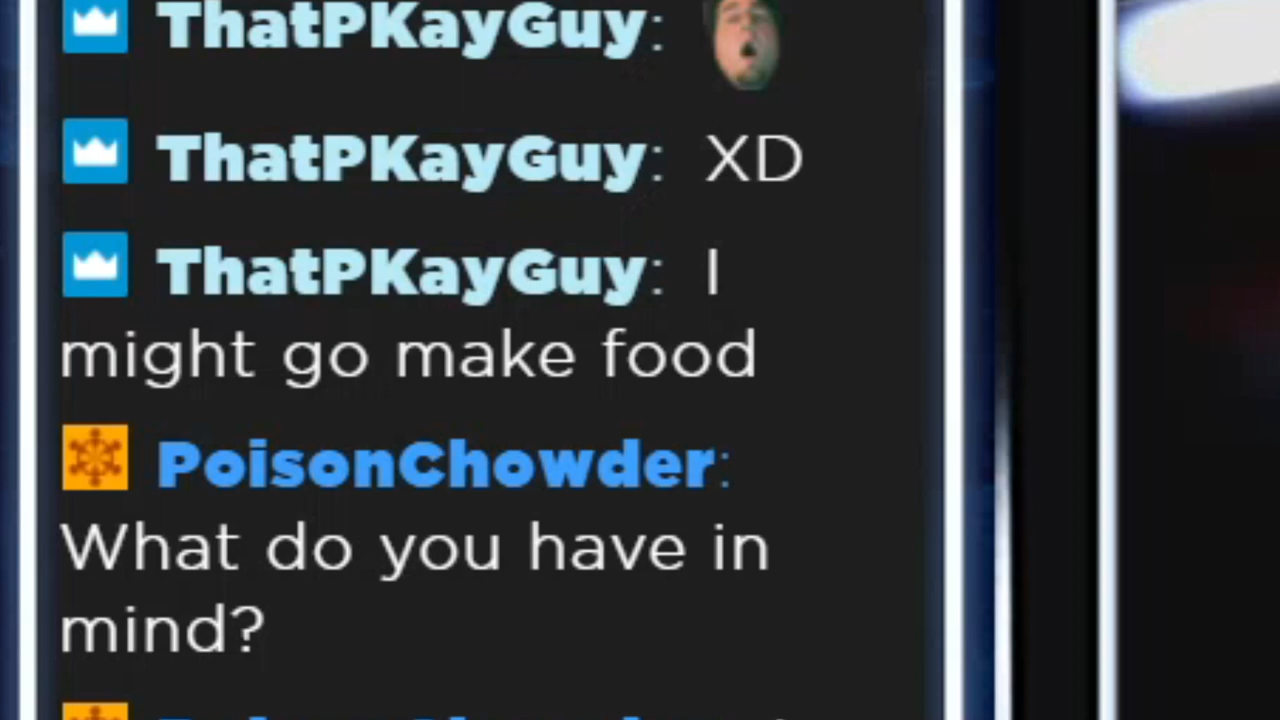 ThatPKayGuy:
ThatPKayGuy: XD
ThatPKayGuy: I
might go make food
PoisonChowder:
What do you have in
mind?